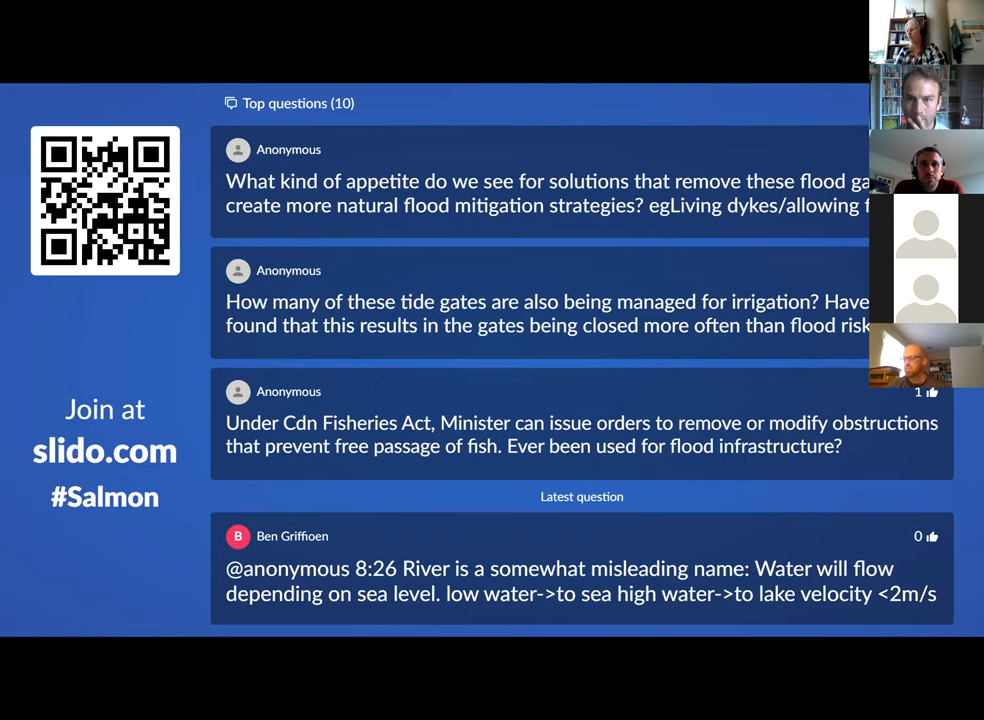 Top questions (10)
Anonymous
What kind of appetite do we see for solutions that remove these flood
create more natural flood mitigation strategies? egLiving dykes/allowing
Anonymous
How many of these tide gates are also being managed for irrigation? Have
found that this results in the gates being closed more often than flood risk
Anonymous
1
Under Cdn Fisheries Act, Minister can issue orders to remove or modify obstructions
that prevent free passage of fish. Ever been used for flood infrastructure?
Join at
slido.com
#Salmon
Latest question
B
Ben Griffioen
0
@anonymous 8:26 River is a somewhat misleading name: Water will flow
depending on sea level. low water->to sea high water->to lake velocity <2m/s